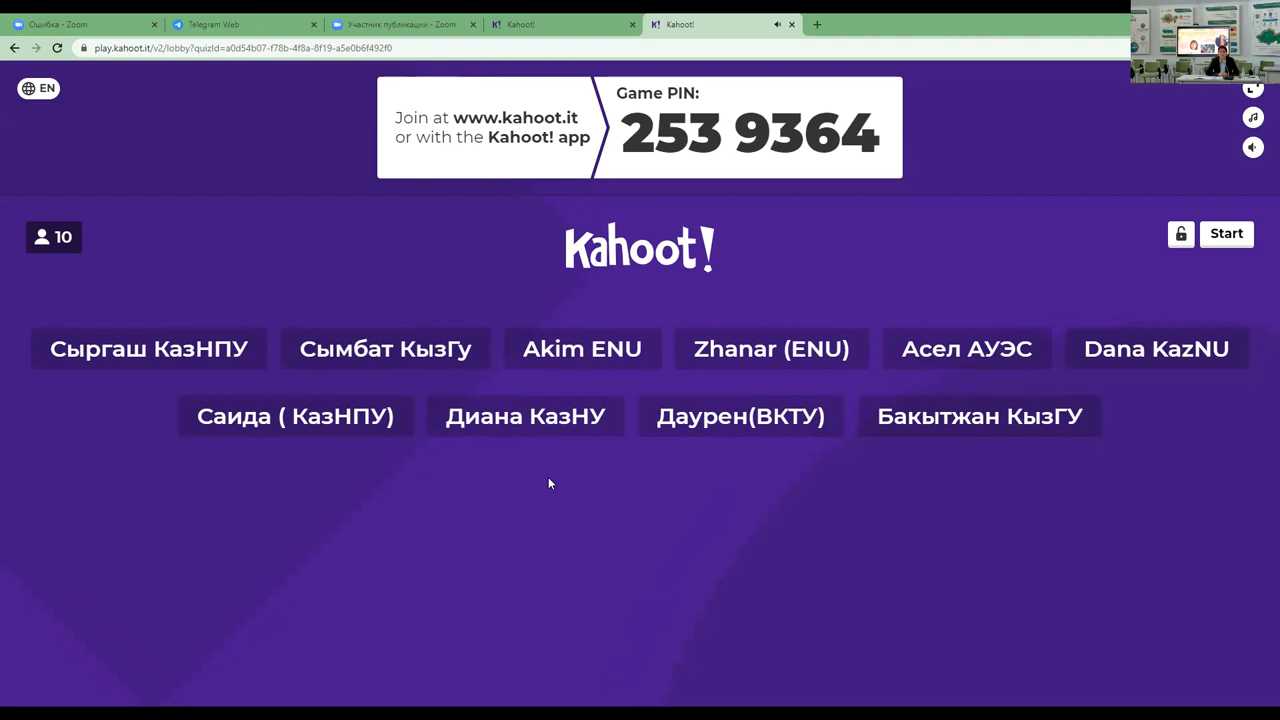 Ошибка - Zoom
Telegram Web
Участник публикации - Zoom
Kahoot!
Kahoot!
play.kahoot.it/v2/lobby?quizId=a0d54b07-f78b-4f8a-8f19-a5e0b6f492f0
EN
Join at www.kahoot.it
or with the Kahoot! app
Game PIN:
253 9364
10
Kahoot!
Start
Сыргаш КазНПУ
Сымбат КызГу
Akim ENU
Zhanar (ENU)
Асел АУЭС
Dana KazNU
Саида ( КазНПУ)
Диана КазНУ
Даурен(ВКТУ)
Бакытжан КызГУ